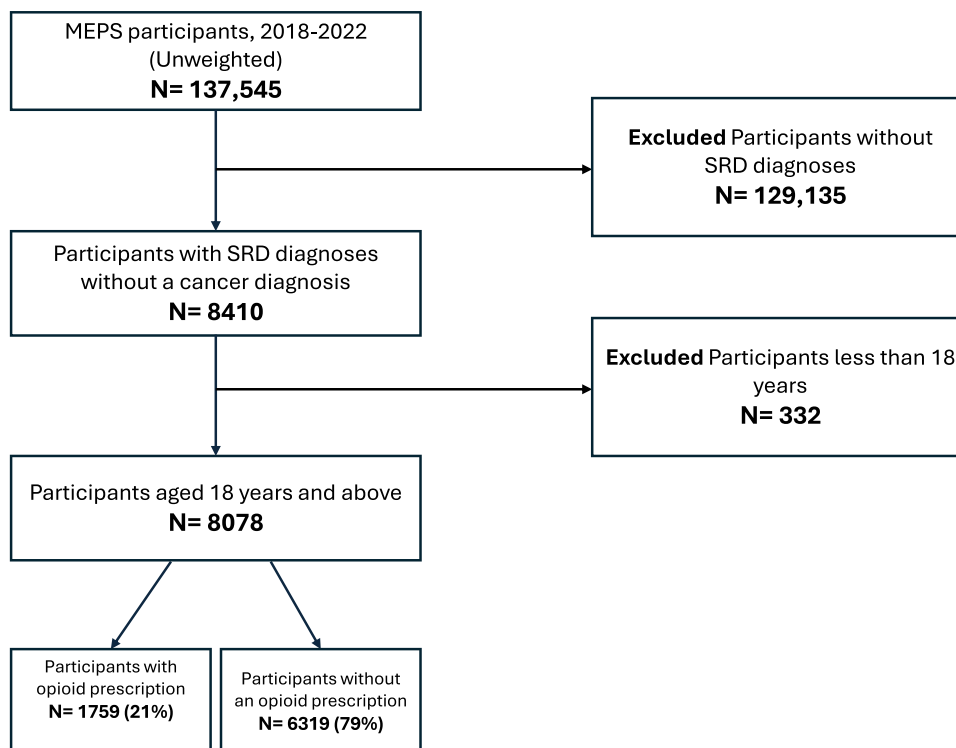 MEPS participants, 2018-2022
(Unweighted)
N= 137,545
Excluded Participants without
SRD diagnoses
N= 129,135
Participants with SRD diagnoses
without a cancer diagnosis
N= 8410
Excluded Participants less than 18
years
N= 332
Participants aged 18 years and above
N= 8078
Participants with
opioid prescription
N= 1759 (21%)
Participants without
an opioid prescription
N= 6319 (79%)